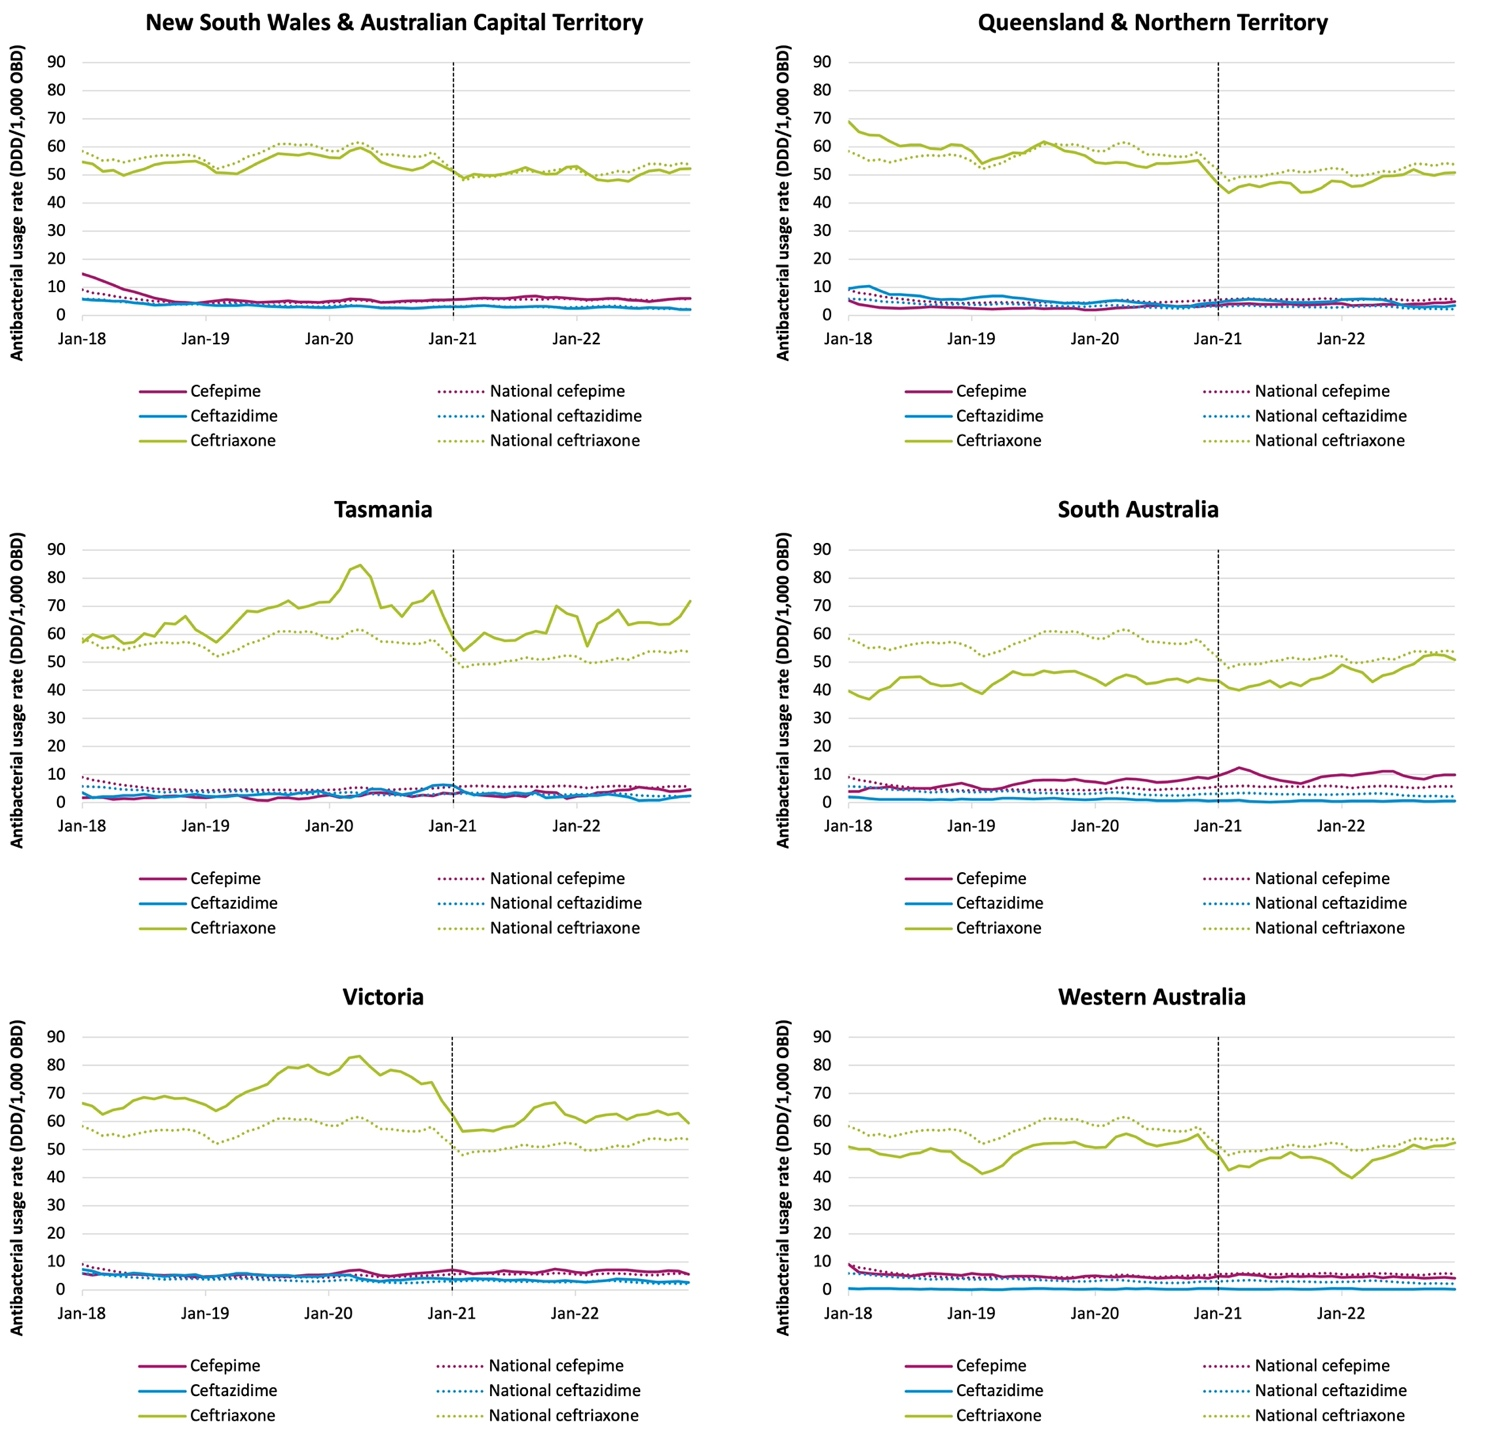 New South Wales & Australian Capital Territory
Antibacterial usage rate (DDD/1,000 OBD)
90
80
70
60
50
40
30
20
10
0
Jan-18 Jan-19 Jan-20 Jan-21 Jan-22
Cefepime National cefepime
Ceftazidime National ceftazidime
Ceftriaxone National ceftriaxone
Queensland & Northern Territory
Antibacterial usage rate (DDD/1,000 OBD)
90
80
70
60
50
40
30
20
10
0
Jan-18 Jan-19 Jan-20 Jan-21 Jan-22
Cefepime National cefepime
Ceftazidime National ceftazidime
Ceftriaxone National ceftriaxone
Tasmania
Antibacterial usage rate (DDD/1,000 OBD)
90
80
70
60
50
40
30
20
10
0
Jan-18 Jan-19 Jan-20 Jan-21 Jan-22
Cefepime National cefepime
Ceftazidime National ceftazidime
Ceftriaxone National ceftriaxone
South Australia
Antibacterial usage rate (DDD/1,000 OBD)
90
80
70
60
50
40
30
20
10
0
Jan-18 Jan-19 Jan-20 Jan-21 Jan-22
Cefepime National cefepime
Ceftazidime National ceftazidime
Ceftriaxone National ceftriaxone
Victoria
Antibacterial usage rate (DDD/1,000 OBD)
90
80
70
60
50
40
30
20
10
0
Jan-18 Jan-19 Jan-20 Jan-21 Jan-22
Cefepime National cefepime
Ceftazidime National ceftazidime
Ceftriaxone National ceftriaxone
Western Australia
Antibacterial usage rate (DDD/1,000 OBD)
90
80
70
60
50
40
30
20
10
0
Jan-18 Jan-19 Jan-20 Jan-21 Jan-22
Cefepime National cefepime
Ceftazidime National ceftazidime
Ceftriaxone National ceftriaxone